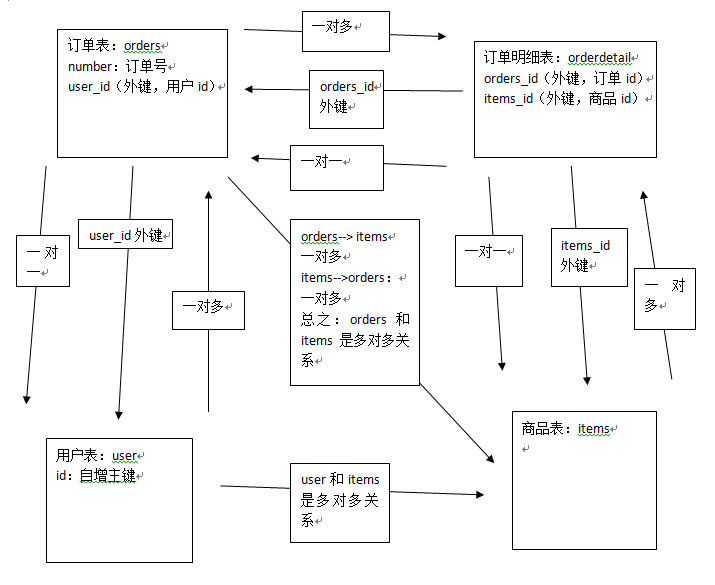 一对多
订单表：orders
number：订单号
user_id（外键，用户 id）
订单明细表：orderdetail
orders_id（外键，订单 id）
items_id（外键，商品 id）
orders_id
外键
一对一
一 对
一
user_id 外键
一对多
orders--> items
一对多
items-->orders：
一对多
总之：orders 和
items 是多对多关
系
一对一
items_id
外键
一 对
多
用户表：user
id：自增主键
user 和 items
是多对多关
系
商品表：items